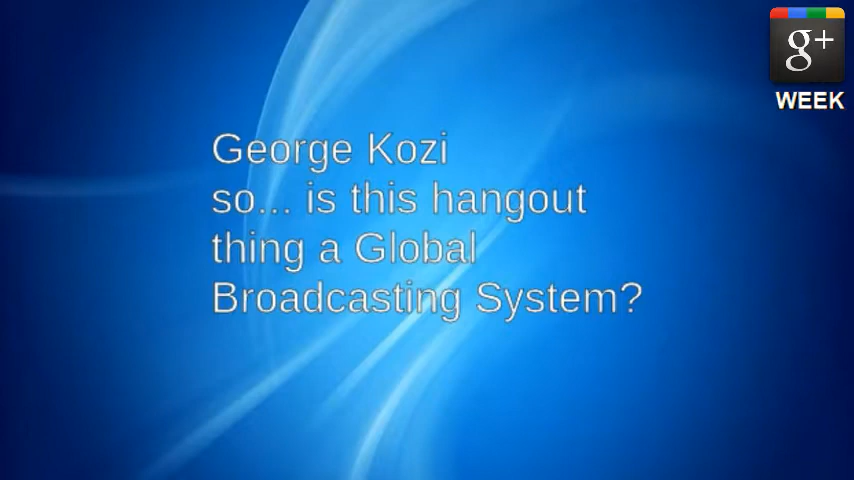 g+
WEEK
George Kozi
so... is this hangout
thing a Global
Broadcasting System?